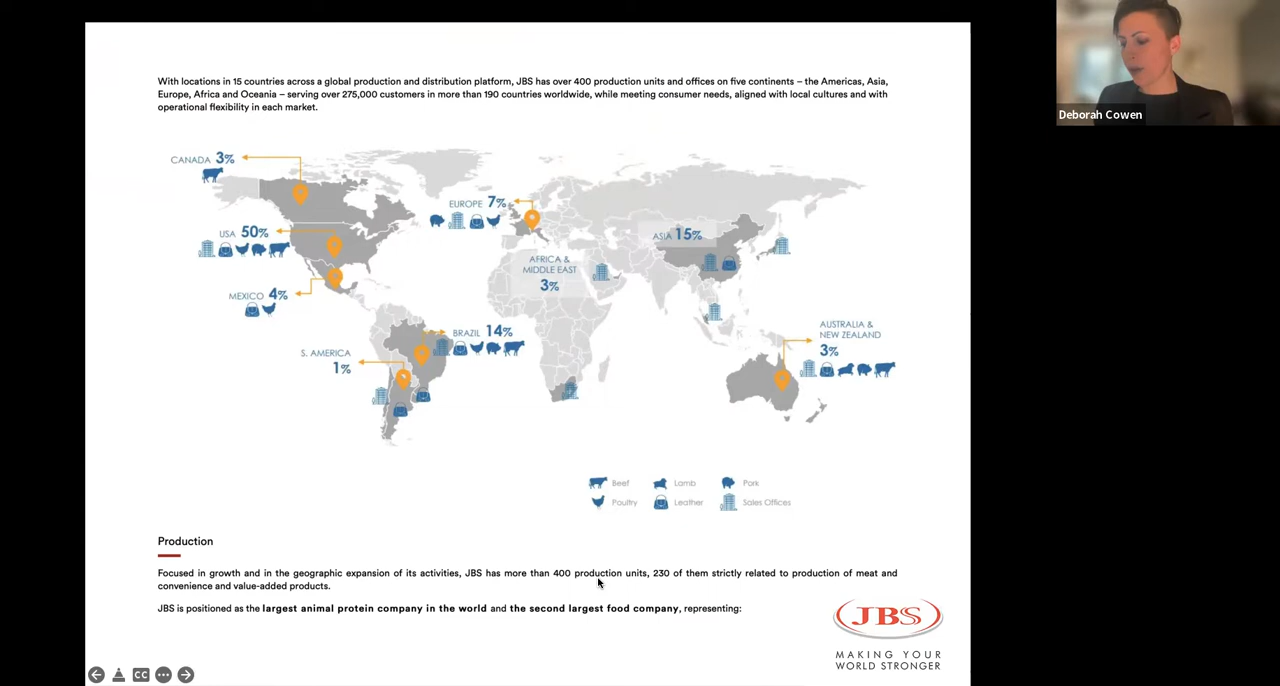 With locations in 15 countries across a global production and distribution platform, JBS has over 400 production units and offices on five continents – the Americas, Asia,
Europe, Africa and Oceania – serving over 275,000 customers in more than 190 countries worldwide, while meeting consumer needs, aligned with local cultures and with
operational flexibility in each market.
Deborah Cowen
CANADA 3%
EUROPE 7%
USA 50%
ASIA 15%
AFRICA &
MIDDLE EAST
3%
MEXICO 4%
BRAZIL 14%
AUSTRALIA &
NEW ZEALAND
3%
S. AMERICA
1%
Beef
Lamb
Pork
Poultry
Leather
Sales Offices
Production
Focused in growth and in the geographic expansion of its activities, JBS has more than 400 production units, 230 of them strictly related to production of meat and
convenience and value-added products.
JBS is positioned as the largest animal protein company in the world and the second largest food company, representing:
JBS
MAKING YOUR
WORLD STRONGER
CC